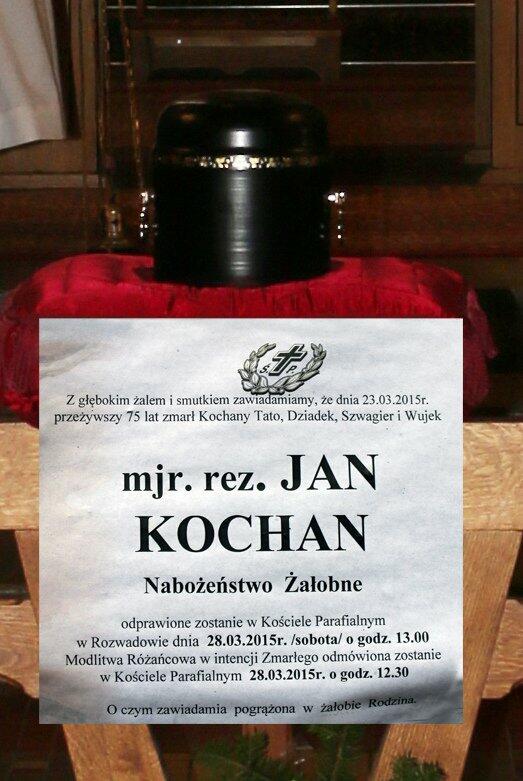 Ś. P.
Z głębokim żalem i smutkiem zawiadamiamy, że dnia 23.03.2015r.
przeżywszy 75 lat zmarł Kochany Tato, Dziadek, Szwagier i Wujek
mjr. rez. JAN
KOCHAN
Nabożeństwo Żałobne
odprawione zostanie w Kościele Parafialnym
w Rozwadowie dnia 28.03.2015r. /sobota/ o godz. 13.00
Modlitwa Różańcowa w intencji Zmarłego odmówiona zostanie
w Kościele Parafialnym 28.03.2015r. o godz. 12.30
O czym zawiadamia pogrążona w żałobie Rodzina.